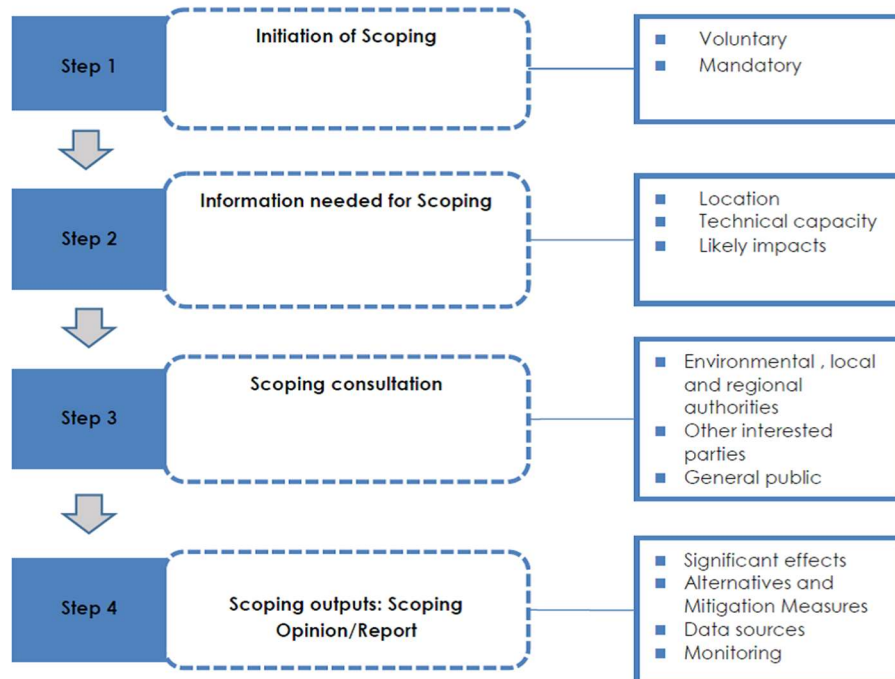 Step 1
Initiation of Scoping
Voluntary
Mandatory
Step 2
Information needed for Scoping
Location
Technical capacity
Likely impacts
Step 3
Scoping consultation
Environmental , local
and regional
authorities
Other interested
parties
General public
Step 4
Scoping outputs: Scoping
Opinion/Report
Significant effects
Alternatives and
Mitigation Measures
Data sources
Monitoring